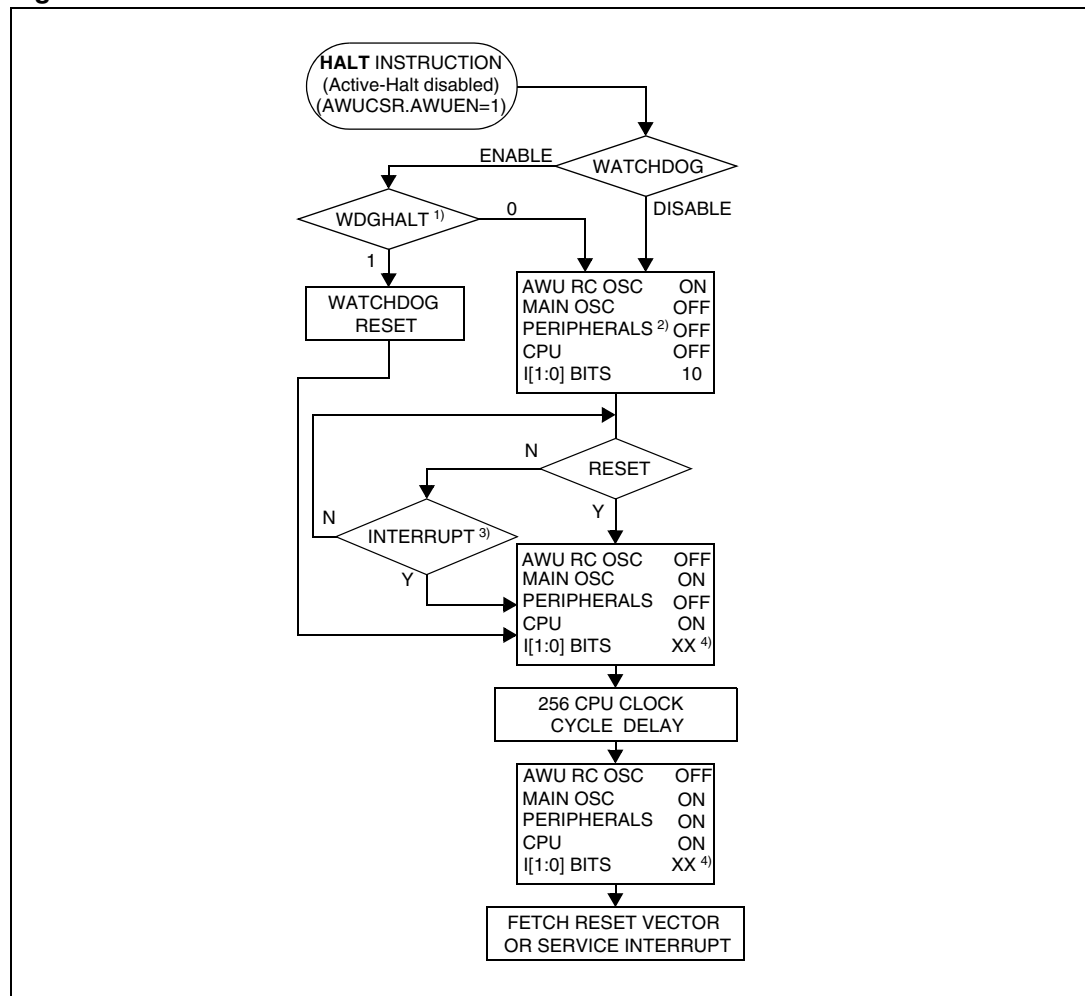 HALT INSTRUCTION
(Active-Halt disabled)
(AWUCSR.AWUEN=1)
ENABLE
WATCHDOG
WDGHALT 1)
0
DISABLE
1
WATCHDOG
RESET
AWU RC OSC ON
MAIN OSC OFF
PERIPHERALS 2) OFF
CPU OFF
I[1:0] BITS 10
N
RESET
N
INTERRUPT 3)
Y
Y
AWU RC OSC OFF
MAIN OSC ON
PERIPHERALS OFF
CPU ON
I[1:0] BITS XX 4)
256 CPU CLOCK
CYCLE DELAY
AWU RC OSC OFF
MAIN OSC ON
PERIPHERALS ON
CPU ON
I[1:0] BITS XX 4)
FETCH RESET VECTOR
OR SERVICE INTERRUPT